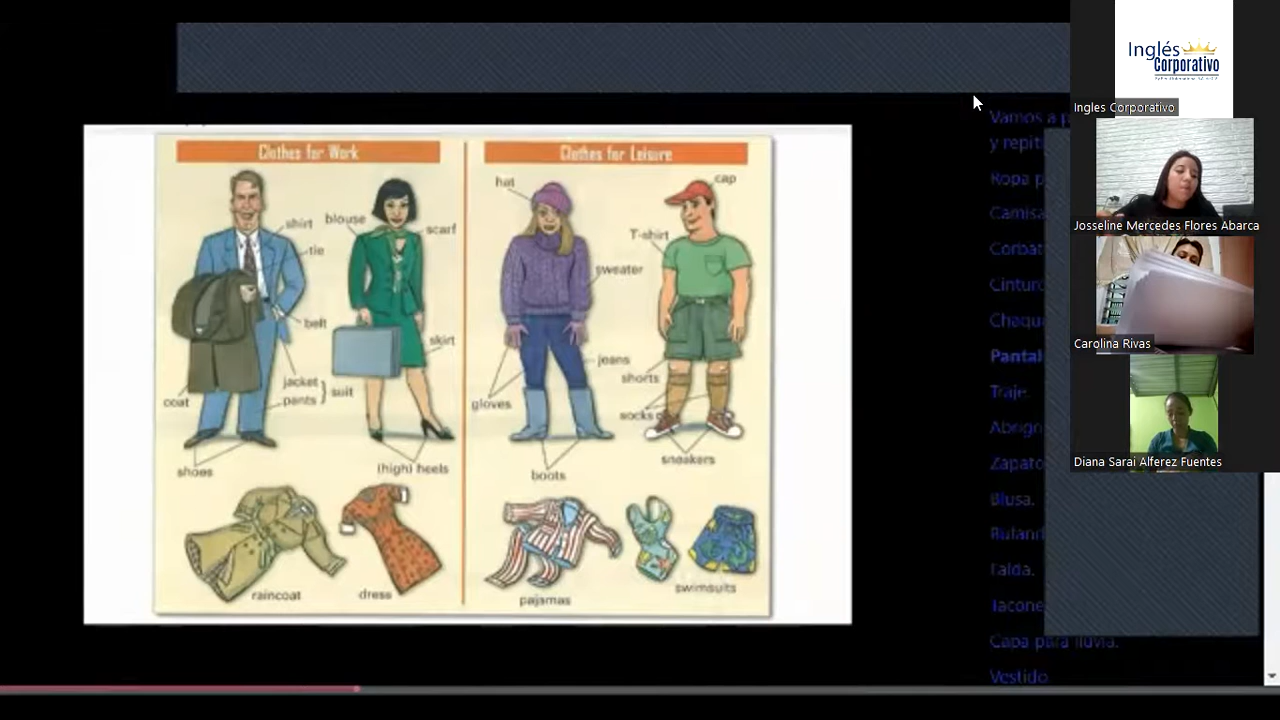 Clothes for Work
Clothes for Leisure
shirt
blouse
scarf
tie
belt
skirt
jacket
pants
suit
coat
shoes
(high) heels
raincoat
dress
hat
cap
T-shirt
sweater
jeans
shorts
gloves
socks
boots
sneakers
pajamas
swimsuits
Vamos a
y repit
Ropa p
Camisa
Corbat
Cintur
Chaqu
Pantal
Traje.
Abrigo
Zapato
Blusa.
Falda.
Tacone
Capa para lluvia.
Vestido
Inglés
Corporativo
Ingles Corporativo
Josseline Mercedes Flores Abarca
Carolina Rivas
Diana Sarai Alferez Fuentes